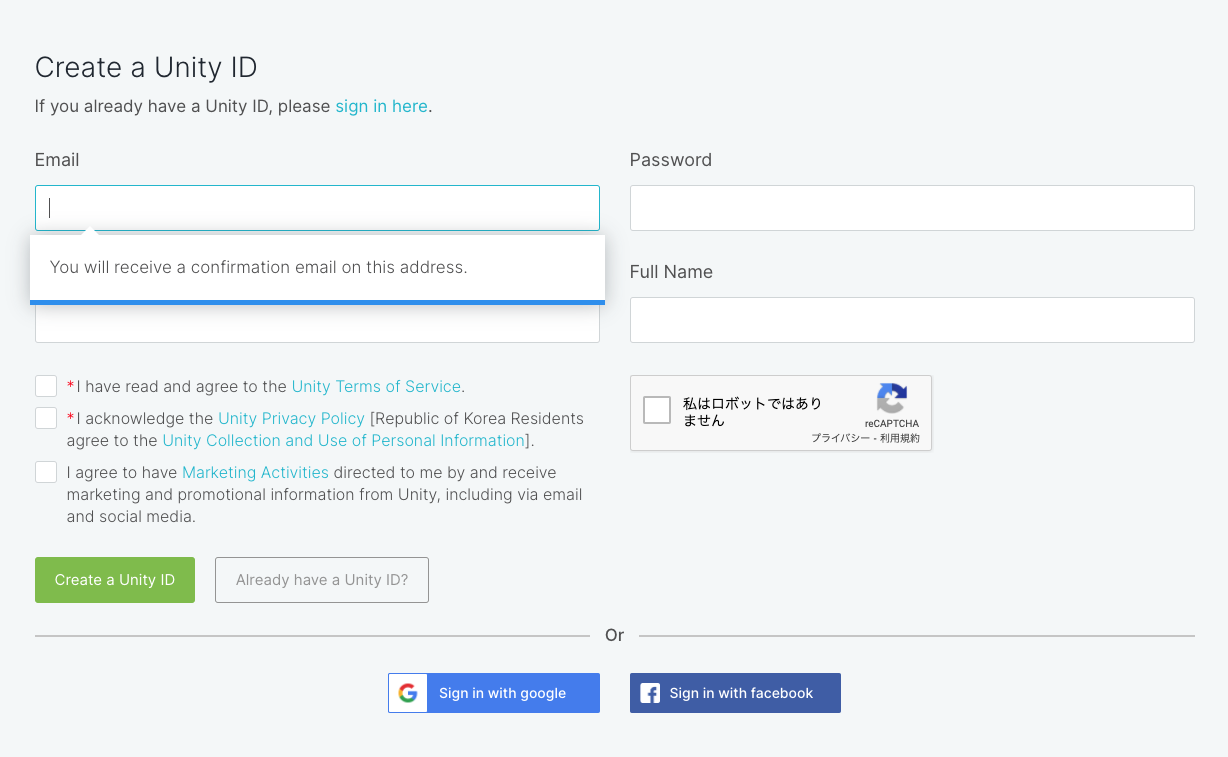 Create a Unity ID
If you already have a Unity ID, please sign in here.
Email
Password
You will receive a confirmation email on this address.
Full Name
*I have read and agree to the Unity Terms of Service.
*I acknowledge the Unity Privacy Policy [Republic of Korea Residents
agree to the Unity Collection and Use of Personal Information].
I agree to have Marketing Activities directed to me by and receive
marketing and promotional information from Unity, including via email
and social media.
私はロボットではあり
ません
reCAPTCHA
プライバシー - 利用規約
Create a Unity ID
Already have a Unity ID?
Or
Sign in with google
Sign in with facebook